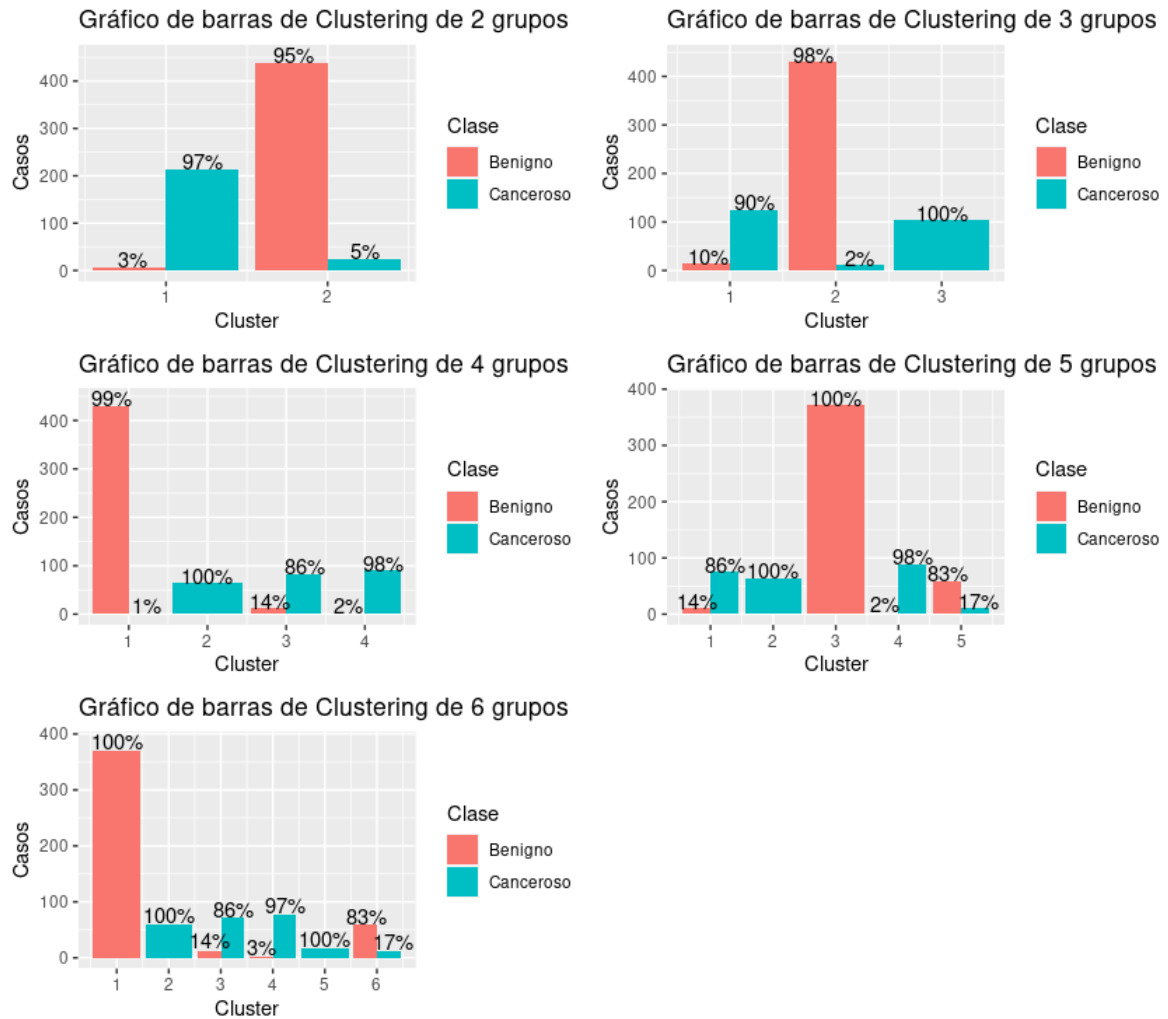 Gráfico de barras de Clustering de 2 grupos
Casos
400
300
200
100
0
3%
97%
95%
5%
1
2
Cluster
Clase
Benigno
Canceroso
Gráfico de barras de Clustering de 3 grupos
Casos
400
300
200
100
0
10%
90%
98%
2%
100%
1
2
3
Cluster
Clase
Benigno
Canceroso
Gráfico de barras de Clustering de 4 grupos
Casos
400
300
200
100
0
99%
1%
100%
14%
86%
2%
98%
1
2
3
4
Cluster
Clase
Benigno
Canceroso
Gráfico de barras de Clustering de 5 grupos
Casos
400
300
200
100
0
14%
86%
100%
100%
2%
98%
83%
17%
1
2
3
4
5
Cluster
Clase
Benigno
Canceroso
Gráfico de barras de Clustering de 6 grupos
Casos
400
300
200
100
0
100%
100%
14%
86%
3%
97%
100%
83%
17%
1
2
3
4
5
6
Cluster
Clase
Benigno
Canceroso